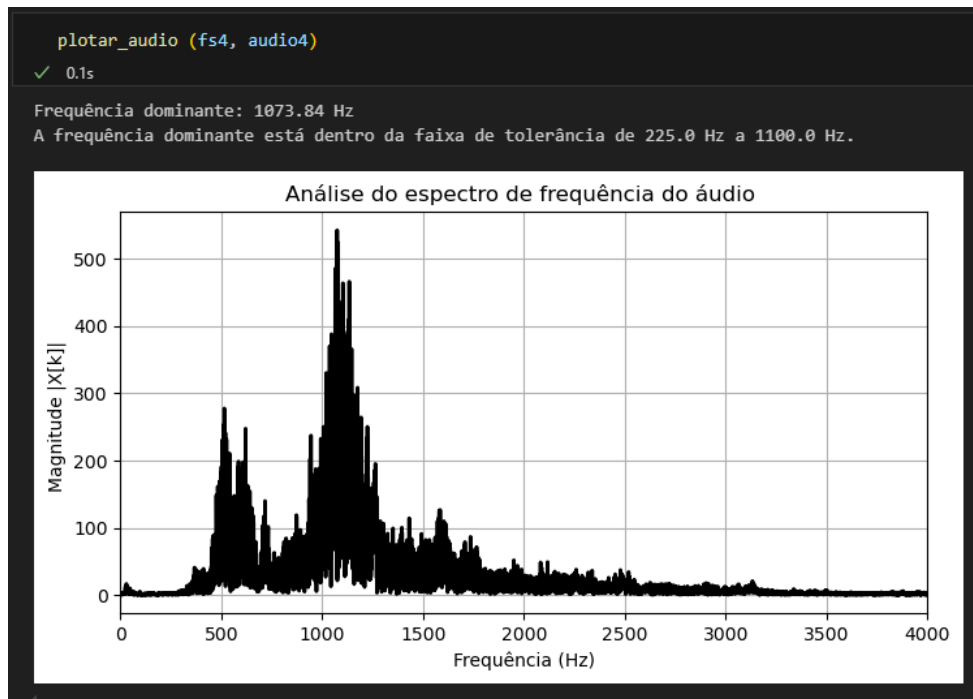 plotar_audio (fs4, audio4)
✓ 0.1s
Frequência dominante: 1073.84 Hz
A frequência dominante está dentro da faixa de tolerância de 225.0 Hz a 1100.0 Hz.
Análise do espectro de frequência do áudio
Magnitude |X[k]|
500
400
300
200
100
0
0 500 1000 1500 2000 2500 3000 3500 4000
Frequência (Hz)